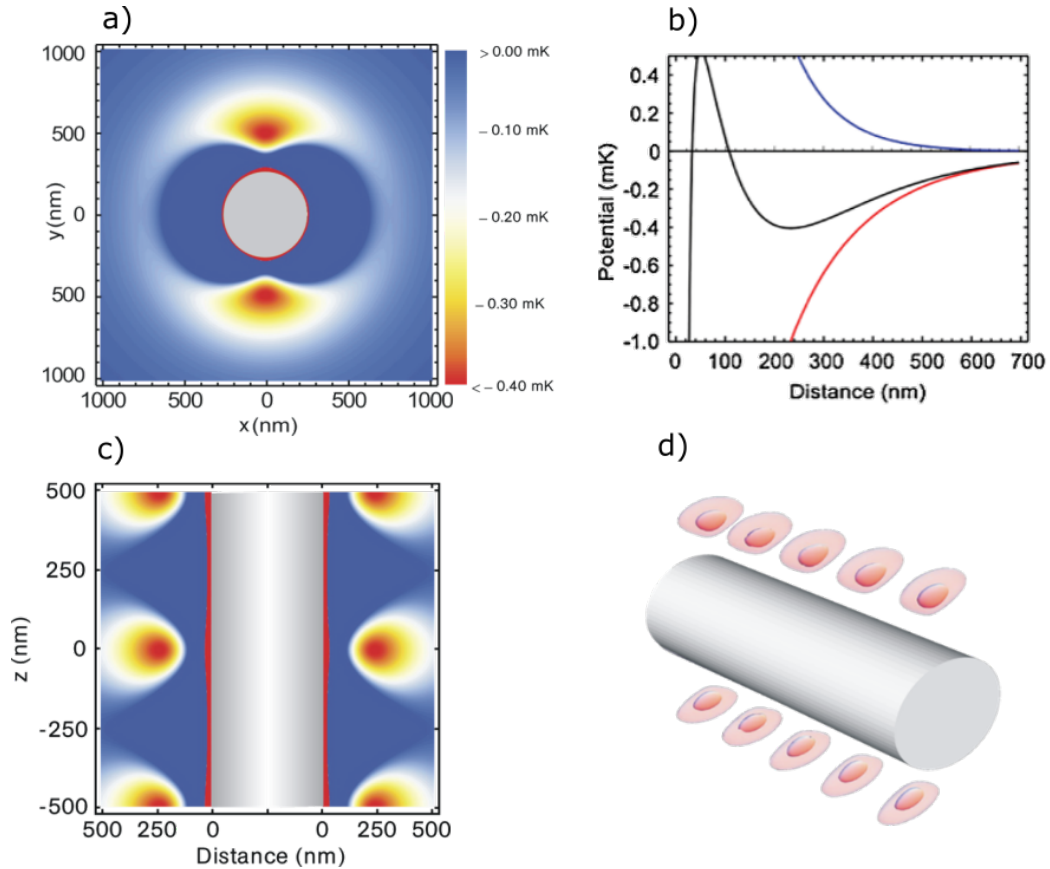 a)
1000
500
0
500
1000
y(nm)
1000
500
0
500
1000
x(nm)
> 0.00 mK
– 0.10 mK
– 0.20 mK
– 0.30 mK
< – 0.40 mK
b)
0.4
0.2
0
-0.2
-0.4
-0.6
-0.8
-1.0
Potential (mK)
0
100
200
300
400
500
600
700
Distance (nm)
c)
500
250
0
-250
-500
z (nm)
500
250
0
0
250
500
Distance (nm)
d)